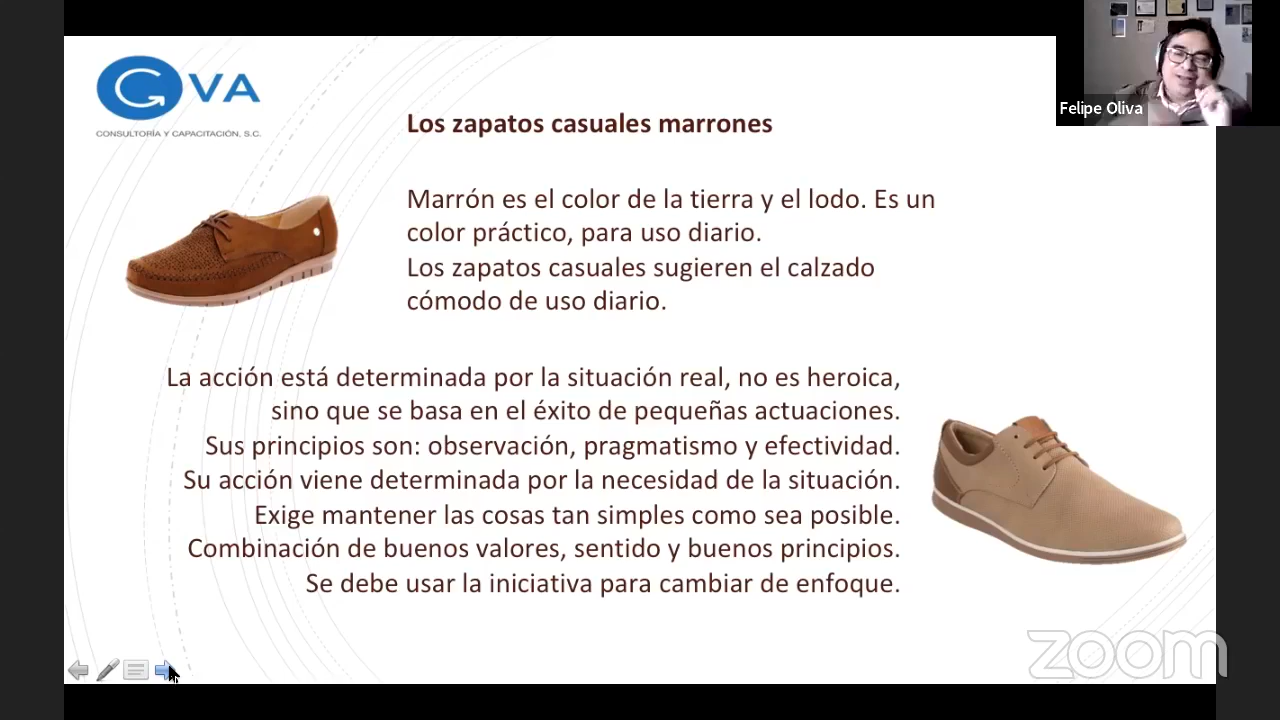 GVA
CONSULTORÍA Y CAPACITACIÓN, S.C.
Felipe Oliva
Los zapatos casuales marrones
Marrón es el color de la tierra y el lodo. Es un
color práctico, para uso diario.
Los zapatos casuales sugieren el calzado
cómodo de uso diario.
La acción está determinada por la situación real, no es heroica,
sino que se basa en el éxito de pequeñas actuaciones.
Sus principios son: observación, pragmatismo y efectividad.
Su acción viene determinada por la necesidad de la situación.
Exige mantener las cosas tan simples como sea posible.
Combinación de buenos valores, sentido y buenos principios.
Se debe usar la iniciativa para cambiar de enfoque.
zoom